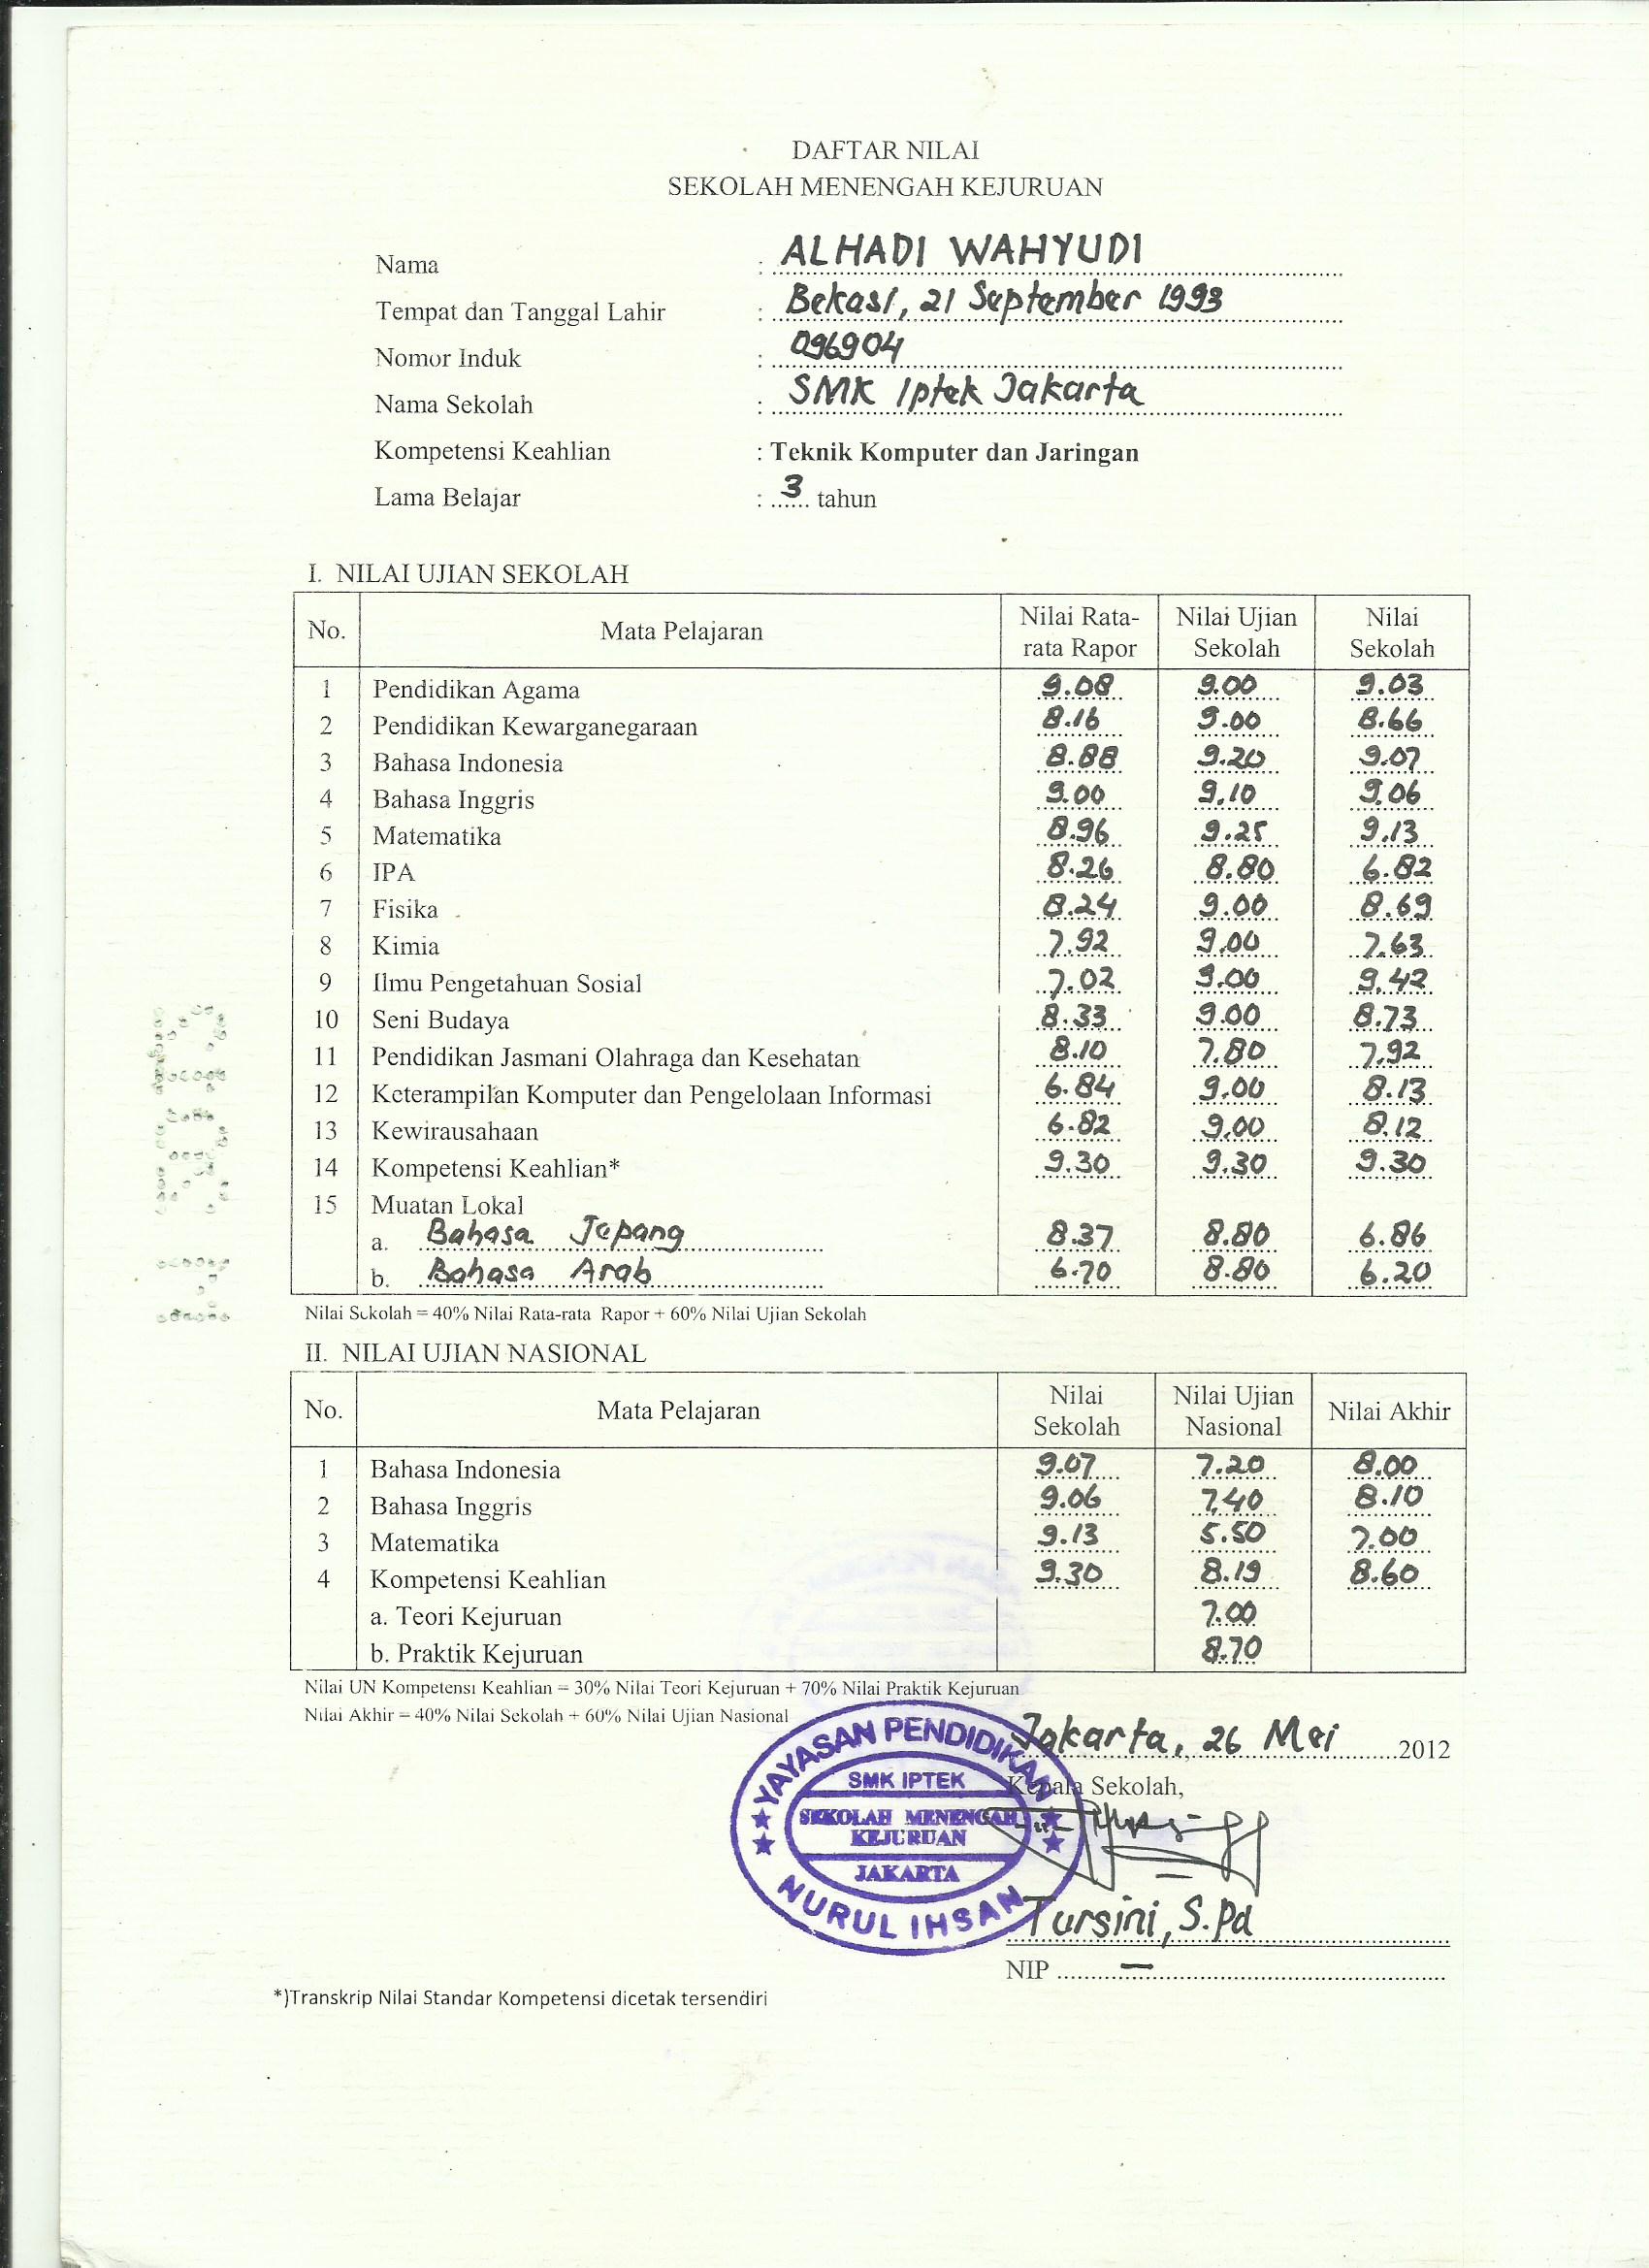 DAFTAR NILAI
SEKOLAH MENENGAH KEJURUAN
Nama : ALHADI WAHYUDI
Tempat dan Tanggal Lahir : Bekasi, 21 September 1993
Nomor Induk : 096904
Nama Sekolah : SMK Iptek Jakarta
Kompetensi Keahlian : Teknik Komputer dan Jaringan
Lama Belajar : 3 tahun
I. NILAI UJIAN SEKOLAH
No. Mata Pelajaran Nilai Rata-rata Rapor Nilai Ujian Sekolah Nilai Sekolah
1 Pendidikan Agama 9.08 9.00 9.03
2 Pendidikan Kewarganegaraan 8.16 9.00 8.66
3 Bahasa Indonesia 8.88 9.20 9.07
4 Bahasa Inggris 9.00 9.10 9.06
5 Matematika 8.96 9.25 9.13
6 IPA 8.26 8.80 6.82
7 Fisika 8.24 9.00 8.69
8 Kimia 7.92 9.00 7.63
9 Ilmu Pengetahuan Sosial 7.02 9.00 9.42
10 Seni Budaya 8.33 9.00 8.73
11 Pendidikan Jasmani Olahraga dan Kesehatan 8.10 7.80 7.92
12 Keterampilan Komputer dan Pengelolaan Informasi 6.84 9.00 8.13
13 Kewirausahaan 6.82 9.00 8.12
14 Kompetensi Keahlian* 9.30 9.30 9.30
15 Muatan Lokal
a. Bahasa Jepang 8.37 8.80 6.86
b. Bahasa Arab 6.70 8.80 6.20
Nilai Sekolah = 40% Nilai Rata-rata Rapor + 60% Nilai Ujian Sekolah
II. NILAI UJIAN NASIONAL
No. Mata Pelajaran Nilai Sekolah Nilai Ujian Nasional Nilai Akhir
1 Bahasa Indonesia 9.07 7.20 8.00
2 Bahasa Inggris 9.06 7.40 8.10
3 Matematika 9.13 5.50 7.00
4 Kompetensi Keahlian 9.30 8.19 8.60
a. Teori Kejuruan 7.00
b. Praktik Kejuruan 8.70
Nilai UN Kompetensi Keahlian = 30% Nilai Teori Kejuruan + 70% Nilai Praktik Kejuruan
Nilai Akhir = 40% Nilai Sekolah + 60% Nilai Ujian Nasional
Jakarta, 26 Mei 2012
Kepala Sekolah,
YAYASAN PENDIDIKAN
SMK IPTEK
SEKOLAH MENENGAH
KEJURUAN
JAKARTA
NURUL IHSAN
Tursini, S.Pd
NIP –
*)Transkrip Nilai Standar Kompetensi dicetak tersendiri